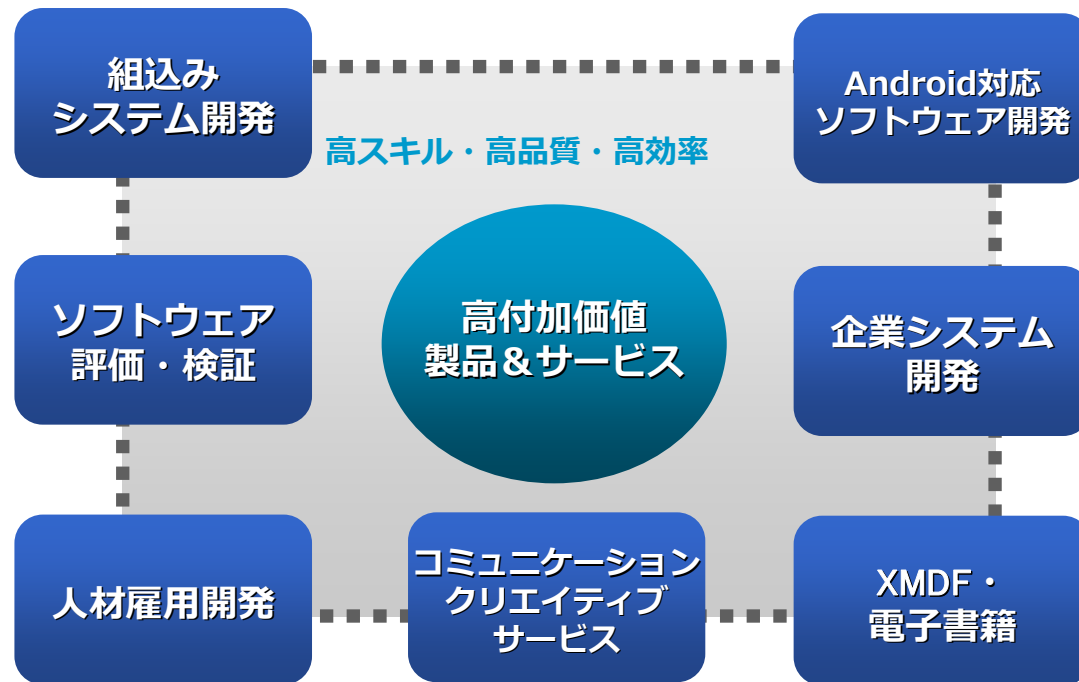 組込み
システム開発
Android対応
ソフトウェア開発
高スキル・高品質・高効率
ソフトウェア
評価・検証
高付加価値
製品＆サービス
企業システム
開発
人材雇用開発
コミュニケーション
クリエイティブ
サービス
XMDF・
電子書籍